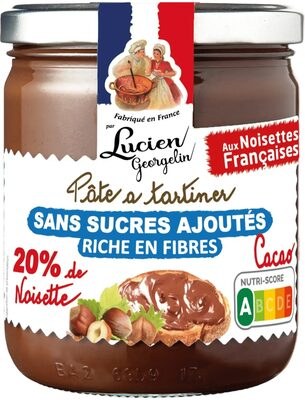 Fabriqué en France
par Lucien
Georgelin
Aux Noisettes
Françaises
Pâte à tartiner
SANS SUCRES AJOUTÉS
RICHE EN FIBRES
20% de
Noisette
Cacao
NUTRI-SCORE
A B C D E